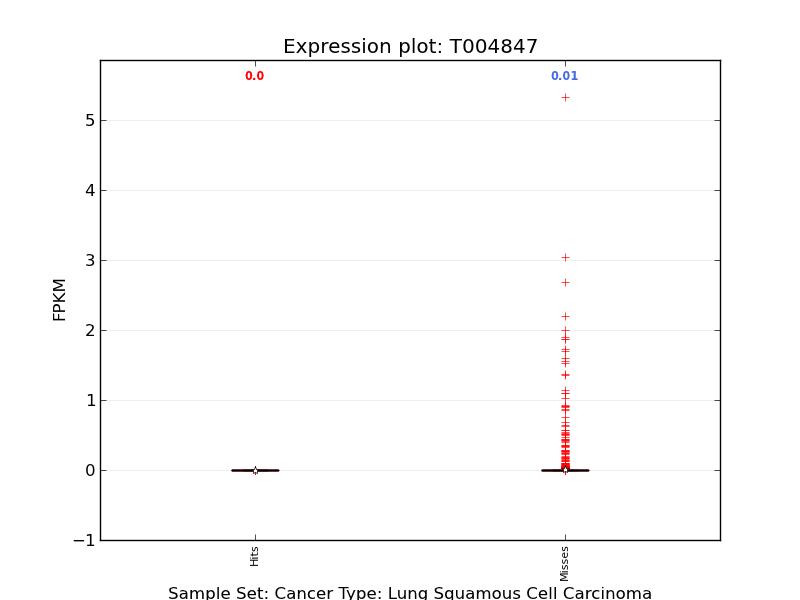 Expression plot: T004847
0.0
0.01
5
4
3
2
1
0
−1
FPKM
Hits
Misses
Sample Set: Cancer Type: Lung Squamous Cell Carcinoma